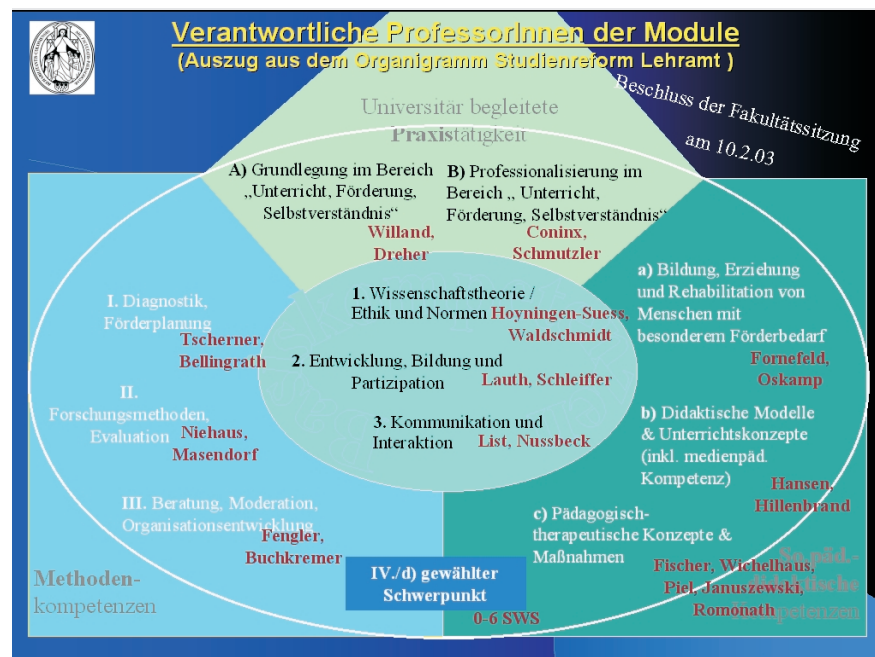 Verantwortliche ProfessorInnen der Module
(Auszug aus dem Organigramm Studienreform Lehramt )
Beschluss der Fakultätssitzung
am 10.2.03
Universitär begleitete
Praxistätigkeit
A) Grundlegung im Bereich
„Unterricht, Förderung,
Selbstverständnis“
Willand,
Dreher
B) Professionalisierung im
Bereich „ Unterricht,
Förderung, Selbstverständnis“
Coninx,
Schmutzler
I. Diagnostik,
Förderplanung
Tscherner,
Bellingrath
II.
Forschungsmethoden,
Evaluation
Niehaus,
Masendorf
III. Beratung, Moderation,
Organisationsentwicklung
Fengler,
Buchkremer
Methoden-
kompetenzen
1. Wissenschaftstheorie /
Ethik und Normen
Hoyningen-Suess,
Waldschmidt
2. Entwicklung, Bildung und
Partizipation
Lauth, Schleiffer
3. Kommunikation und
Interaktion
List, Nussbeck
a) Bildung, Erziehung
und Rehabilitation von
Menschen mit
besonderem Förderbedarf
Fornefeld,
Oskamp
b) Didaktische Modelle
& Unterrichtskonzepte
(inkl. medienpäd.
Kompetenz)
Hansen,
Hillenbrand
c) Pädagogisch-
therapeutische Konzepte &
Maßnahmen
Fischer, Wichelhaus,
Piel, Januszewski,
Romonath
So.päd.-
didaktische
Kompetenzen
IV./d) gewählter
Schwerpunkt
0-6 SWS